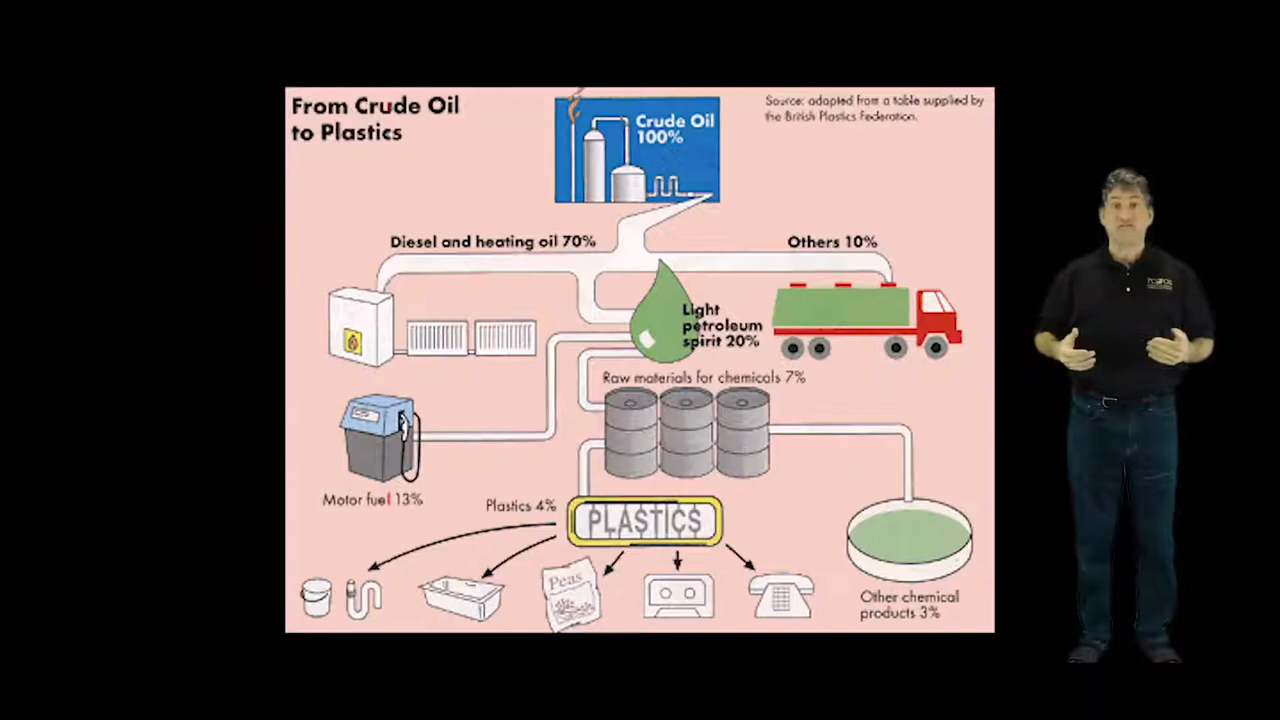 From Crude Oil
to Plastics
Crude Oil
100%
Source: adapted from a table supplied by
the British Plastics Federation.
Diesel and heating oil 70%
Others 10%
Light
petroleum
spirit 20%
Raw materials for chemicals 7%
Motor fuel 13%
Plastics 4%
PLASTICS
Peas
Other chemical
products 3%